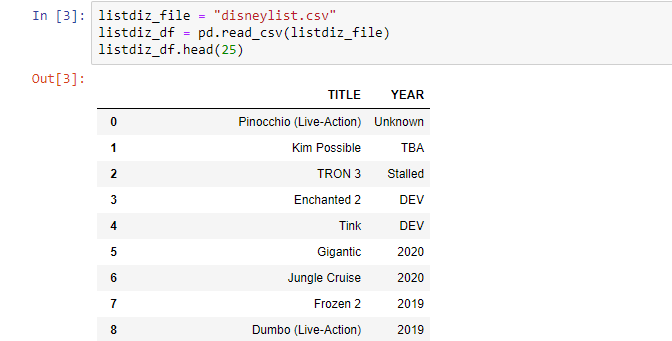 In [3]: listdiz_file = "disneylist.csv"
listdiz_df = pd.read_csv(listdiz_file)
listdiz_df.head(25)
Out[3]:
TITLE YEAR
0 Pinocchio (Live-Action) Unknown
1 Kim Possible TBA
2 TRON 3 Stalled
3 Enchanted 2 DEV
4 Tink DEV
5 Gigantic 2020
6 Jungle Cruise 2020
7 Frozen 2 2019
8 Dumbo (Live-Action) 2019